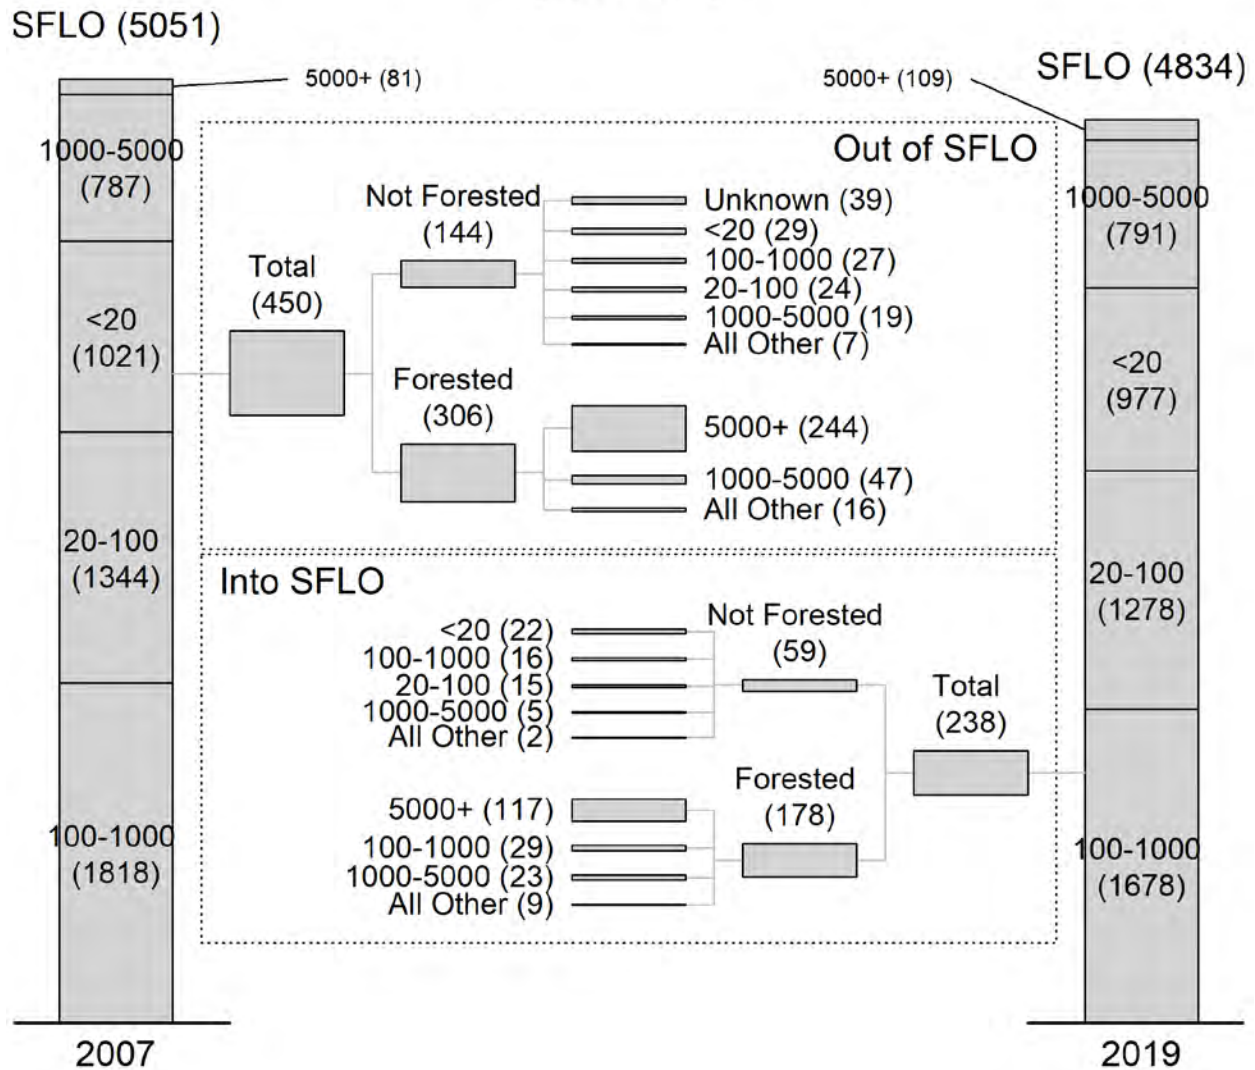 SFLO (5051)
5000+ (81)
1000-5000
(787)
<20
(1021)
20-100
(1344)
100-1000
(1818)
2007
Out of SFLO
Total
(450)
Not Forested
(144)
Unknown (39)
<20 (29)
100-1000 (27)
20-100 (24)
1000-5000 (19)
All Other (7)
Forested
(306)
5000+ (244)
1000-5000 (47)
All Other (16)
Into SFLO
<20 (22)
100-1000 (16)
20-100 (15)
1000-5000 (5)
All Other (2)
Not Forested
(59)
5000+ (117)
100-1000 (29)
1000-5000 (23)
All Other (9)
Forested
(178)
Total
(238)
SFLO (4834)
5000+ (109)
1000-5000
(791)
<20
(977)
20-100
(1278)
100-1000
(1678)
2019